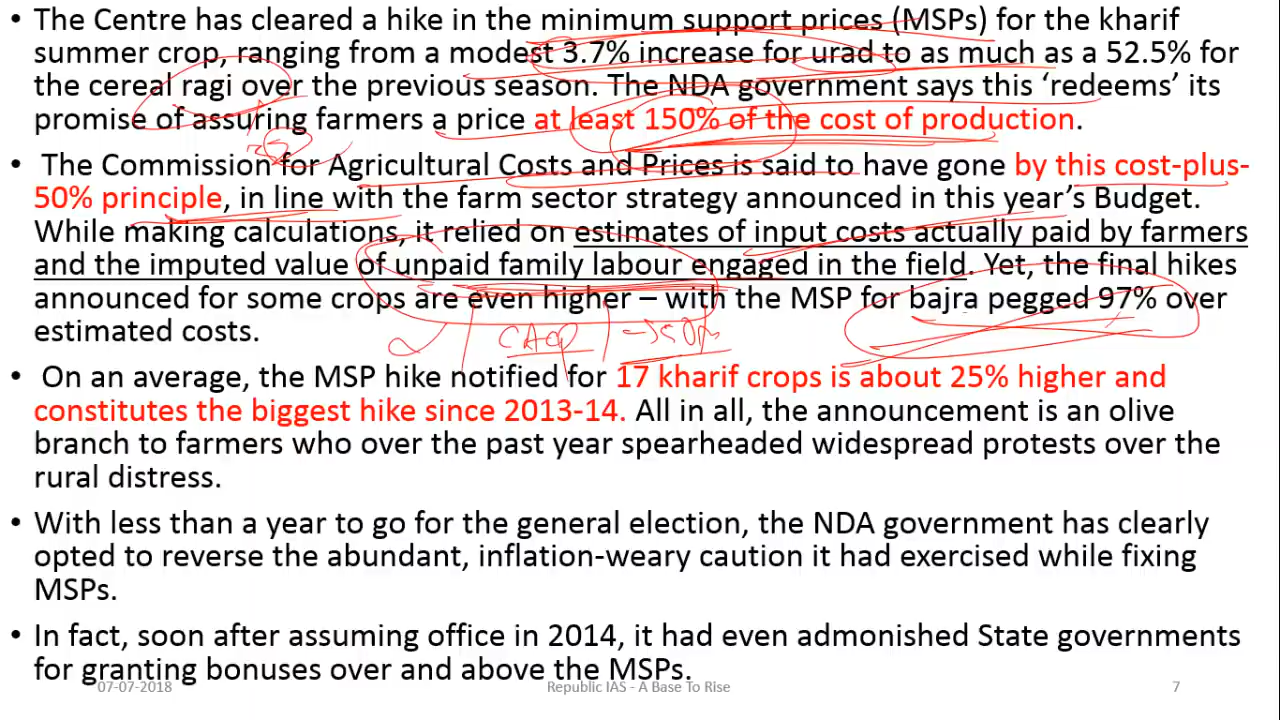 • The Centre has cleared a hike in the minimum support prices (MSPs) for the kharif
summer crop, ranging from a modest 3.7% increase for urad to as much as a 52.5% for
the cereal ragi over the previous season. The NDA government says this ‘redeems’ its
promise of assuring farmers a price at least 150% of the cost of production.
• The Commission for Agricultural Costs and Prices is said to have gone by this cost-plus-
50% principle, in line with the farm sector strategy announced in this year’s Budget.
While making calculations, it relied on estimates of input costs actually paid by farmers
and the imputed value of unpaid family labour engaged in the field. Yet, the final hikes
announced for some crops are even higher – with the MSP for bajra pegged 97% over
estimated costs.
CACP
• On an average, the MSP hike notified for 17 kharif crops is about 25% higher and
constitutes the biggest hike since 2013-14. All in all, the announcement is an olive
branch to farmers who over the past year spearheaded widespread protests over the
rural distress.
• With less than a year to go for the general election, the NDA government has clearly
opted to reverse the abundant, inflation-weary caution it had exercised while fixing
MSPs.
• In fact, soon after assuming office in 2014, it had even admonished State governments
for granting bonuses over and above the MSPs.
07-07-2018 Republic IAS - A Base To Rise 7